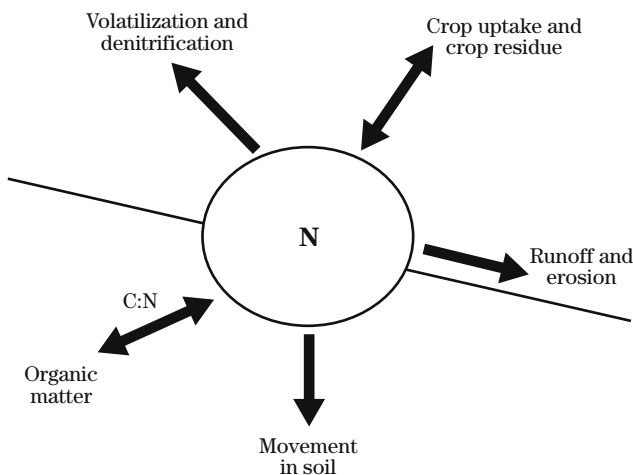 Volatilization and
denitrification
Crop uptake and
crop residue
N
Runoff and
erosion
C:N
Organic
matter
Movement
in soil